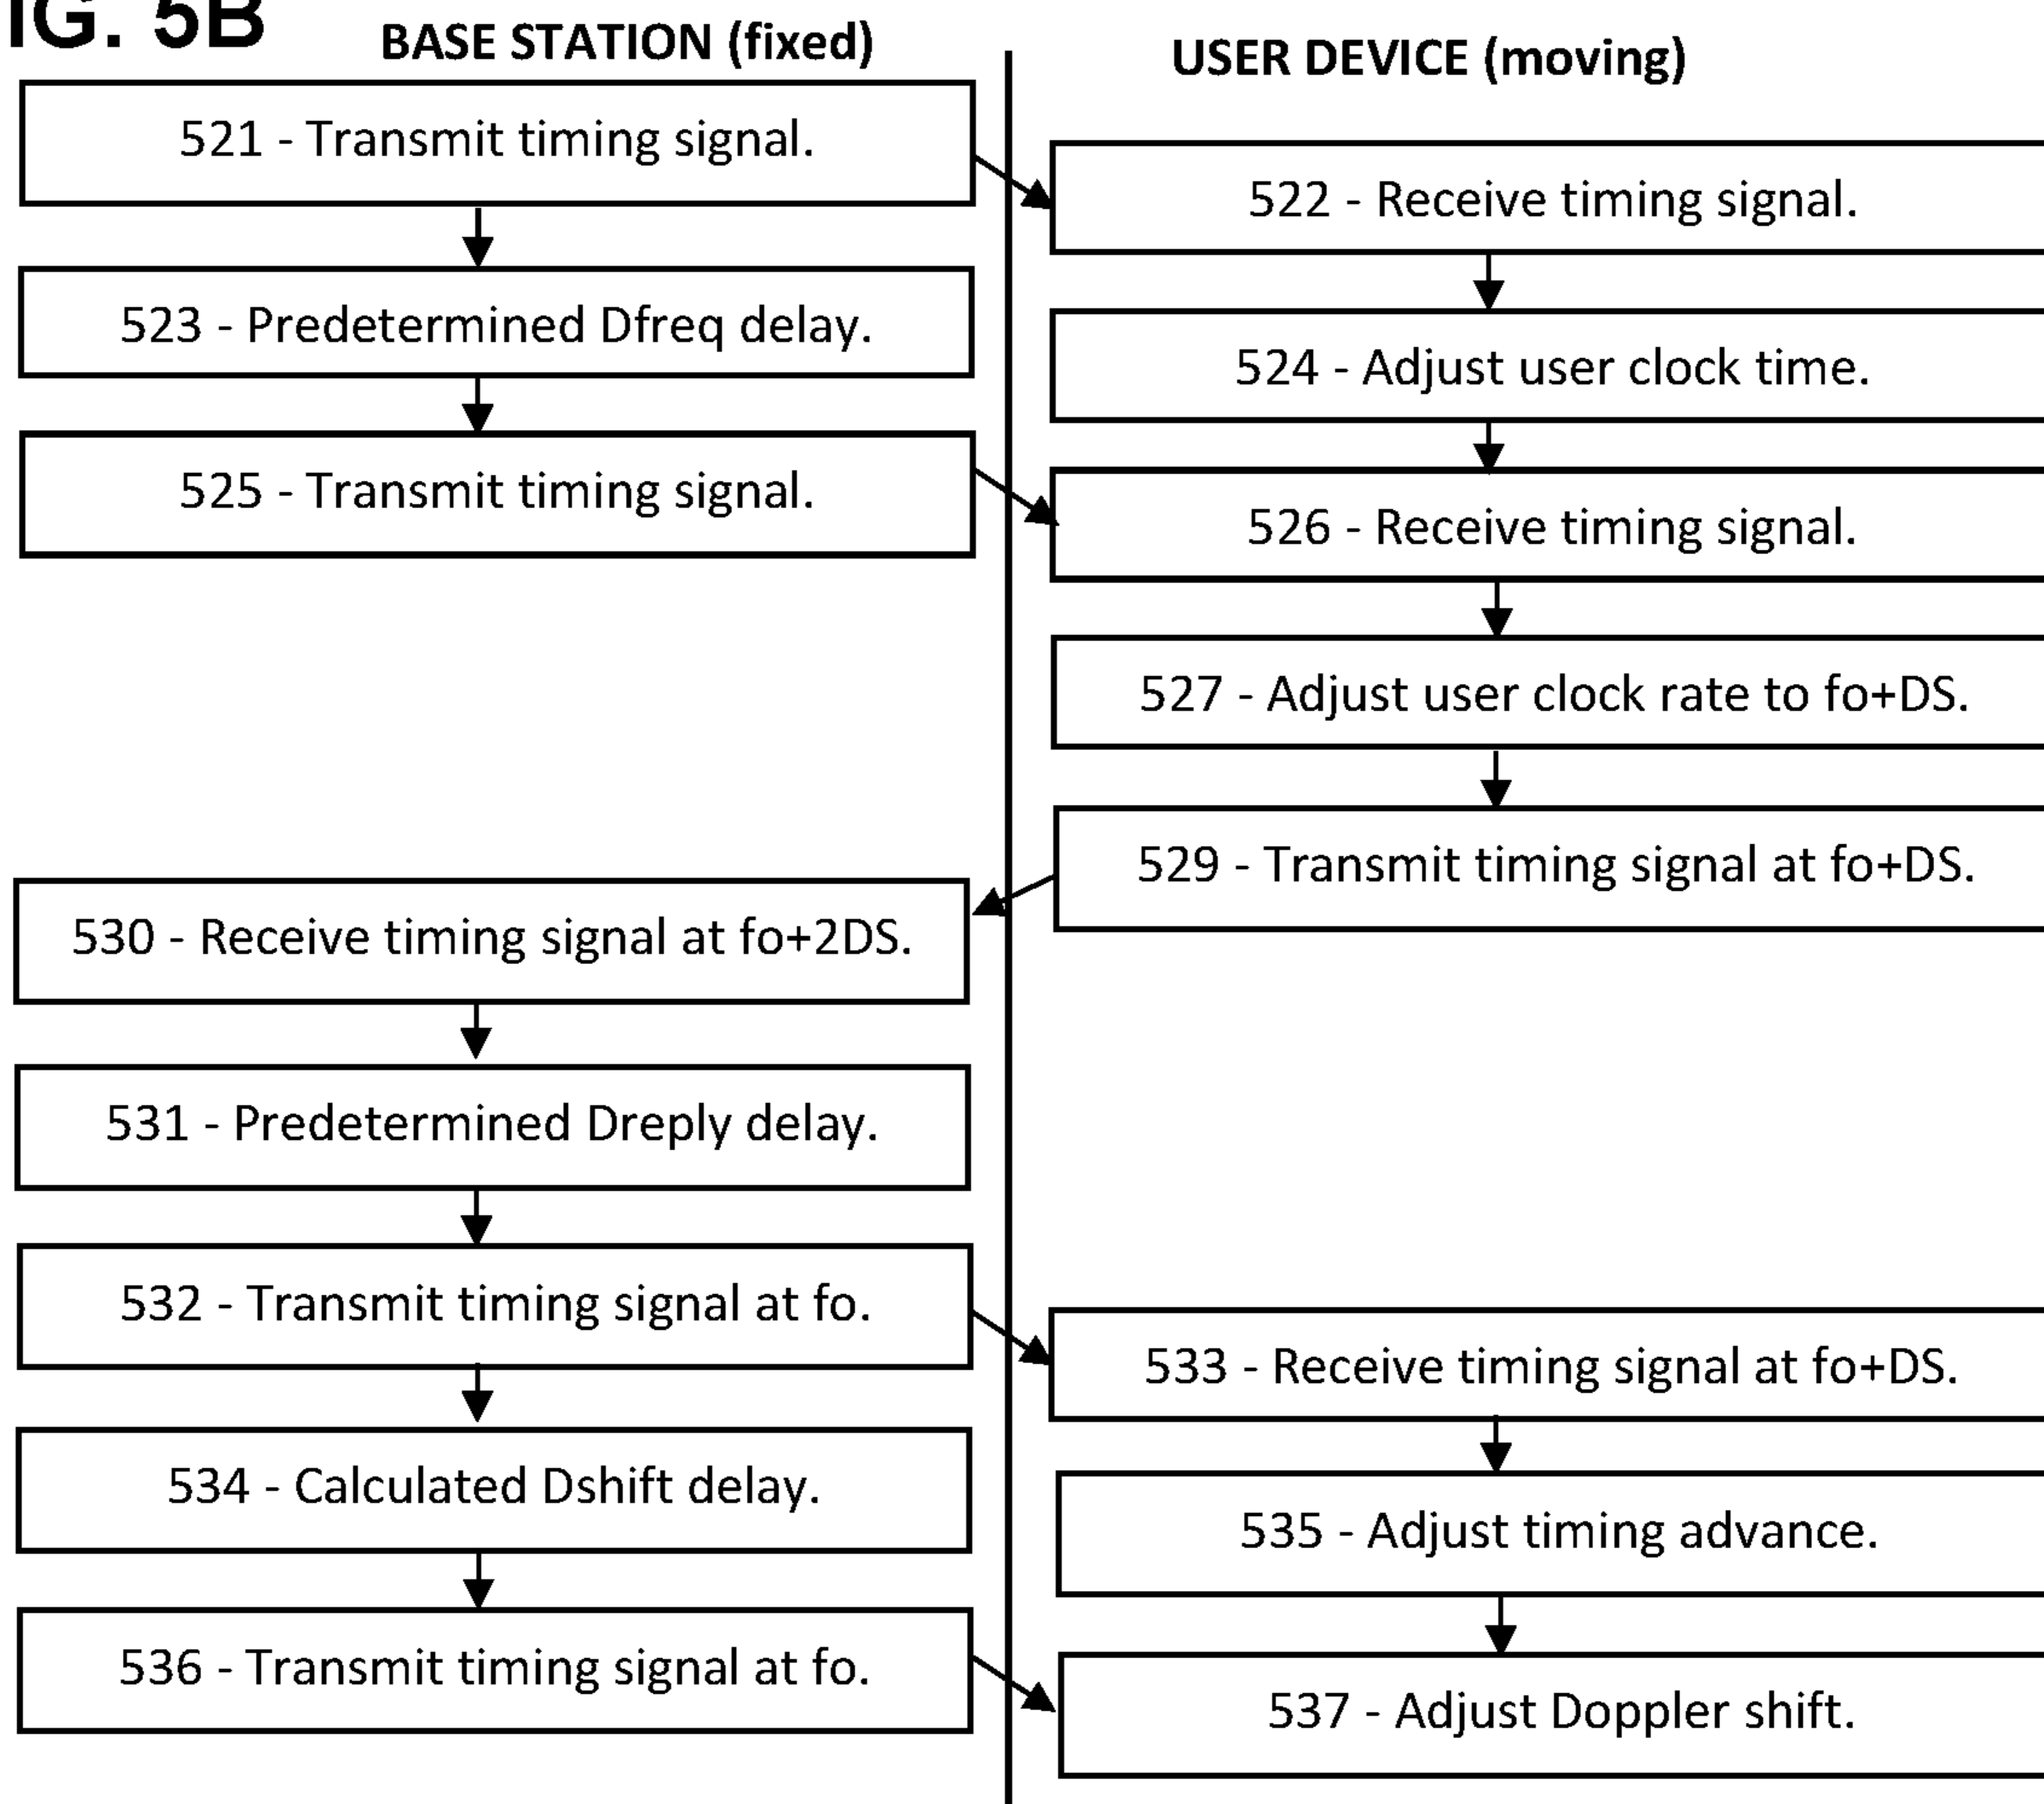 IG. 5B
BASE STATION (fixed)
USER DEVICE (moving)
521 - Transmit timing signal.
522 - Receive timing signal.
523 - Predetermined Dfreq delay.
524 - Adjust user clock time.
525 - Transmit timing signal.
526 - Receive timing signal.
527 - Adjust user clock rate to fo+DS.
529 - Transmit timing signal at fo+DS.
530 - Receive timing signal at fo+2DS.
531 - Predetermined Dreply delay.
532 - Transmit timing signal at fo.
533 - Receive timing signal at fo+DS.
534 - Calculated Dshift delay.
535 - Adjust timing advance.
536 - Transmit timing signal at fo.
537 - Adjust Doppler shift.